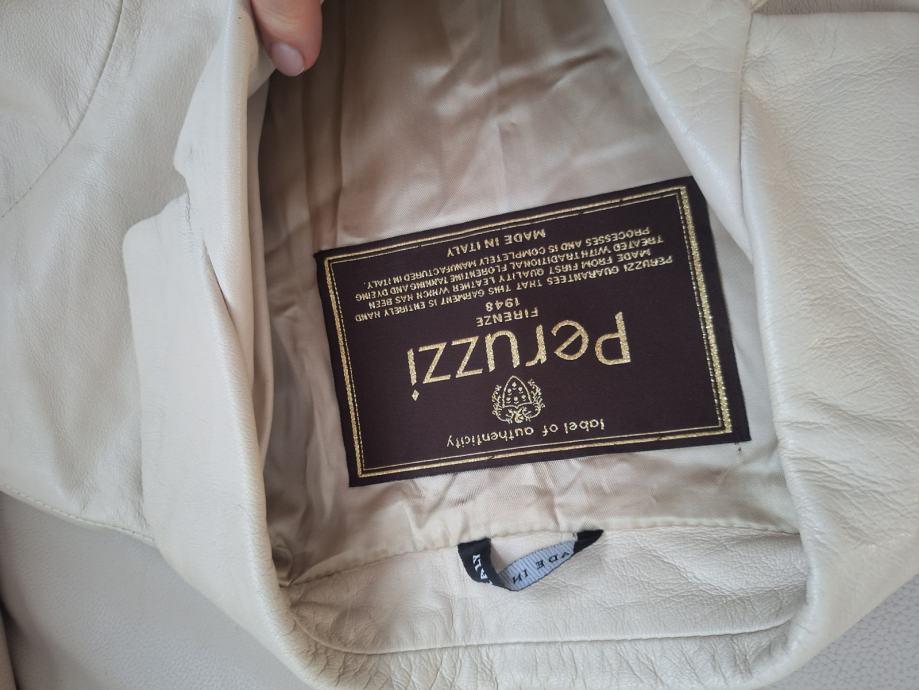 label of authenticity
Peruzzi
FIRENZE
1948
PERUZZI GUARANTEES THAT THIS GARMENT IS ENTIRELY HAND
MADE FROM FIRST QUALITY LEATHER WHICH HAS BEEN
TREATED WITH TRADITIONAL FLORENTINE TANNING AND DYEING
PROCESSES AND IS COMPLETELY MANUFACTURED IN ITALY.
MADE IN ITALY